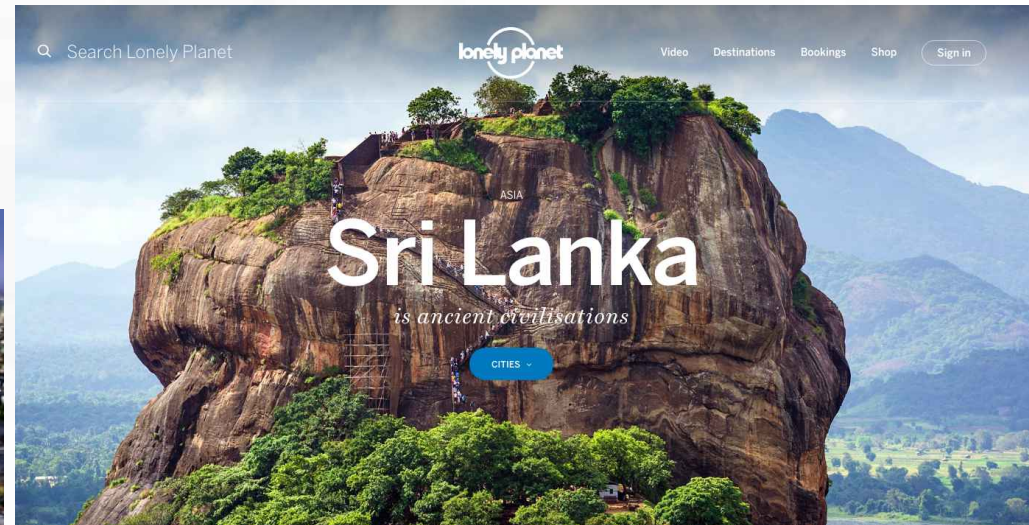 Search Lonely Planet
lonely planet
Video
Destinations
Bookings
Shop
Sign in
ASIA
Sri Lanka
is ancient civilisations
CITIES